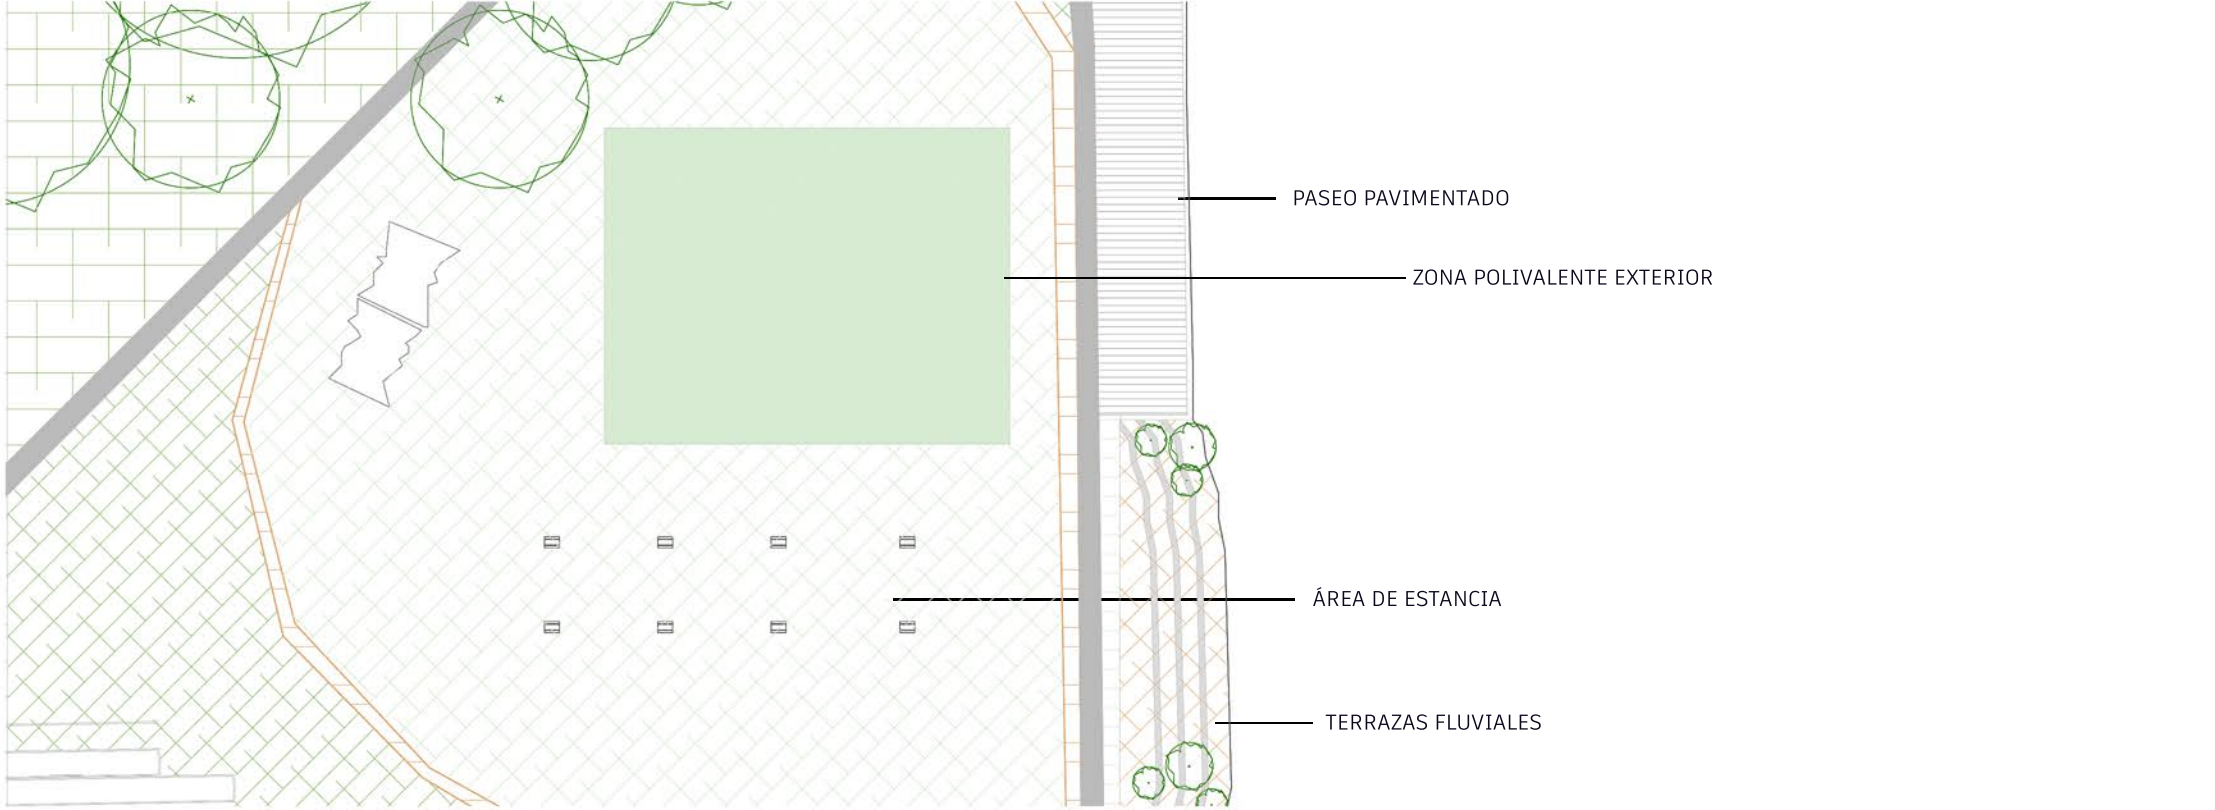 PASEO PAVIMENTADO
ZONA POLIVALENTE EXTERIOR
ÁREA DE ESTANCIA
TERRAZAS FLUVIALES